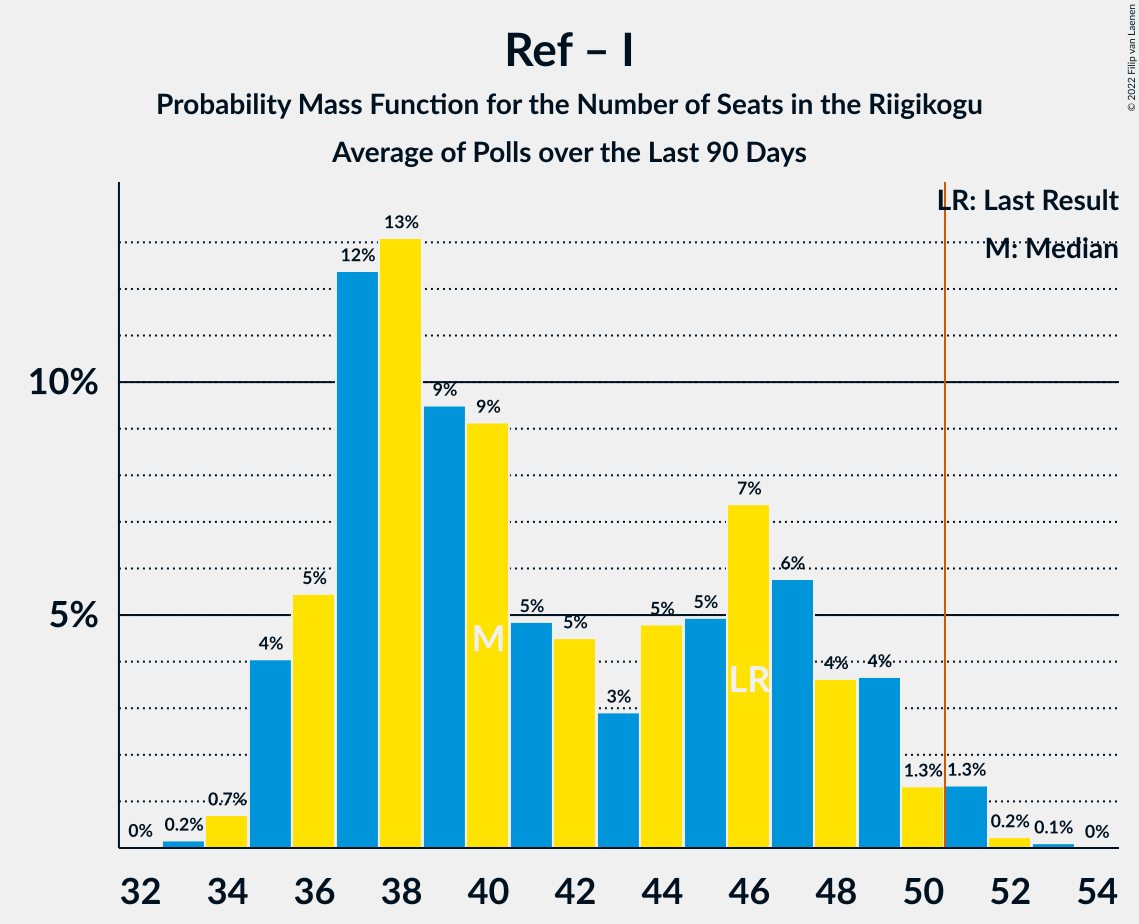 Ref – I
Probability Mass Function for the Number of Seats in the Riigikogu
Average of Polls over the Last 90 Days
© 2022 Filip van Laenen
LR: Last Result
M: Median
10%
5%
0%
0.2%
0.7%
4%
5%
12%
13%
9%
9%
5%
5%
3%
5%
5%
7%
6%
4%
4%
1.3%
1.3%
0.2%
0.1%
0%
M
LR
32 34 36 38 40 42 44 46 48 50 52 54